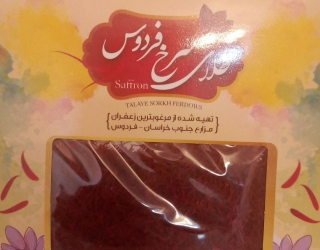 طلای سرخ فردوس
Saffron
TALAYE SORKH FERDOWS
{تهیه شده از مرغوبترین زعفران
مزارع جنوب خراسان - فردوس}